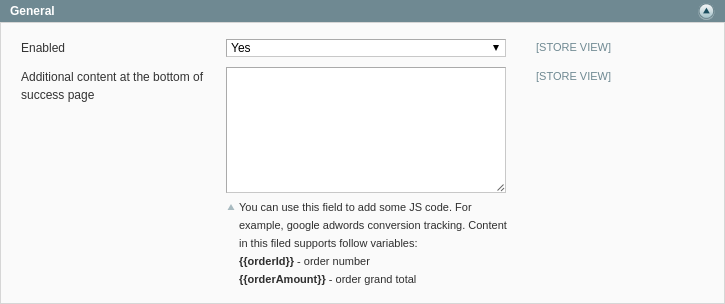 General
Enabled
Yes
[STORE VIEW]
Additional content at the bottom of
success page
[STORE VIEW]
You can use this field to add some JS code. For
example, google adwords conversion tracking. Content
in this filed supports follow variables:
{{orderId}} - order number
{{orderAmount}} - order grand total